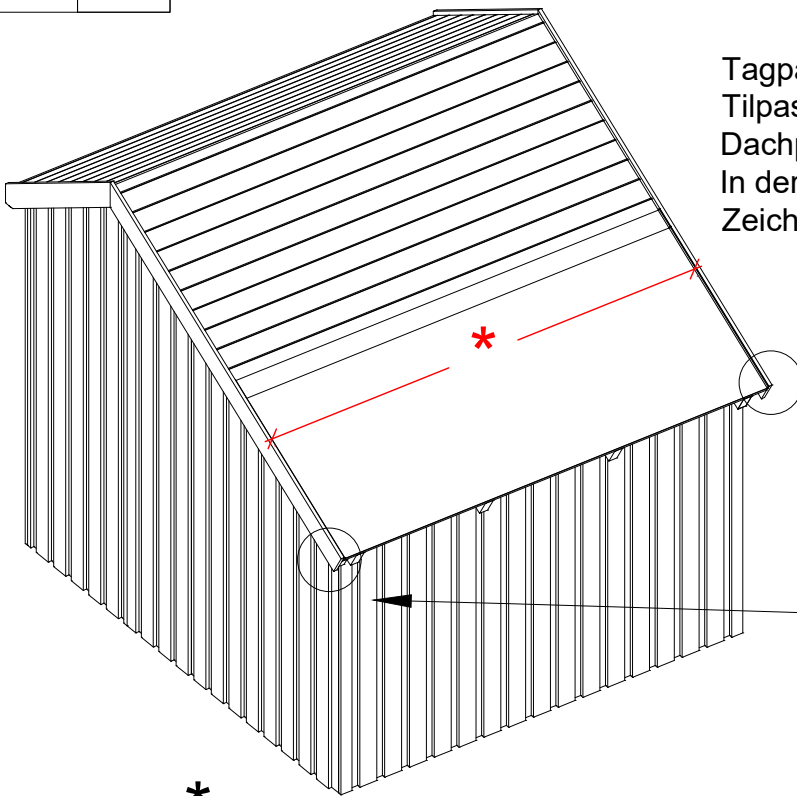 Tagpa
Tilpas
Dachp
In der
Zeich
*
*